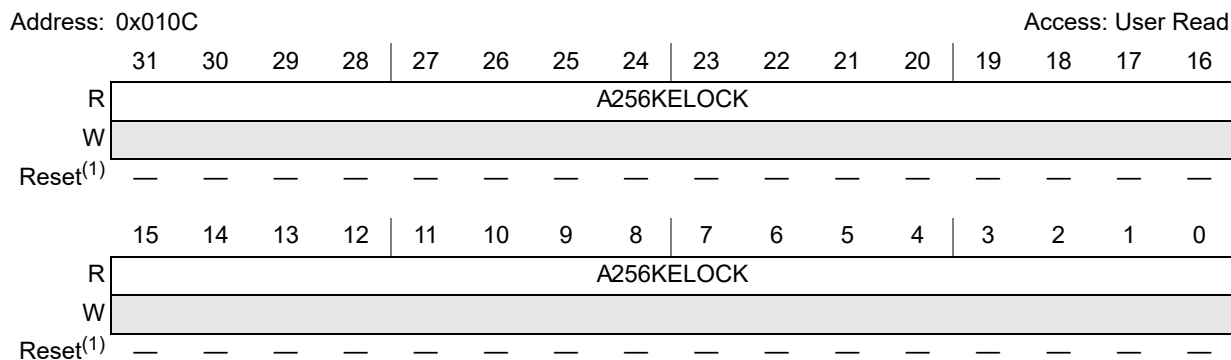 Address: 0x010C Access: User Read
31 30 29 28 27 26 25 24 23 22 21 20 19 18 17 16
R A256KELOCK
W
Reset(1) — — — — — — — — — — — — — — — —
15 14 13 12 11 10 9 8 7 6 5 4 3 2 1 0
R A256KELOCK
W
Reset(1) — — — — — — — — — — — — — — — —